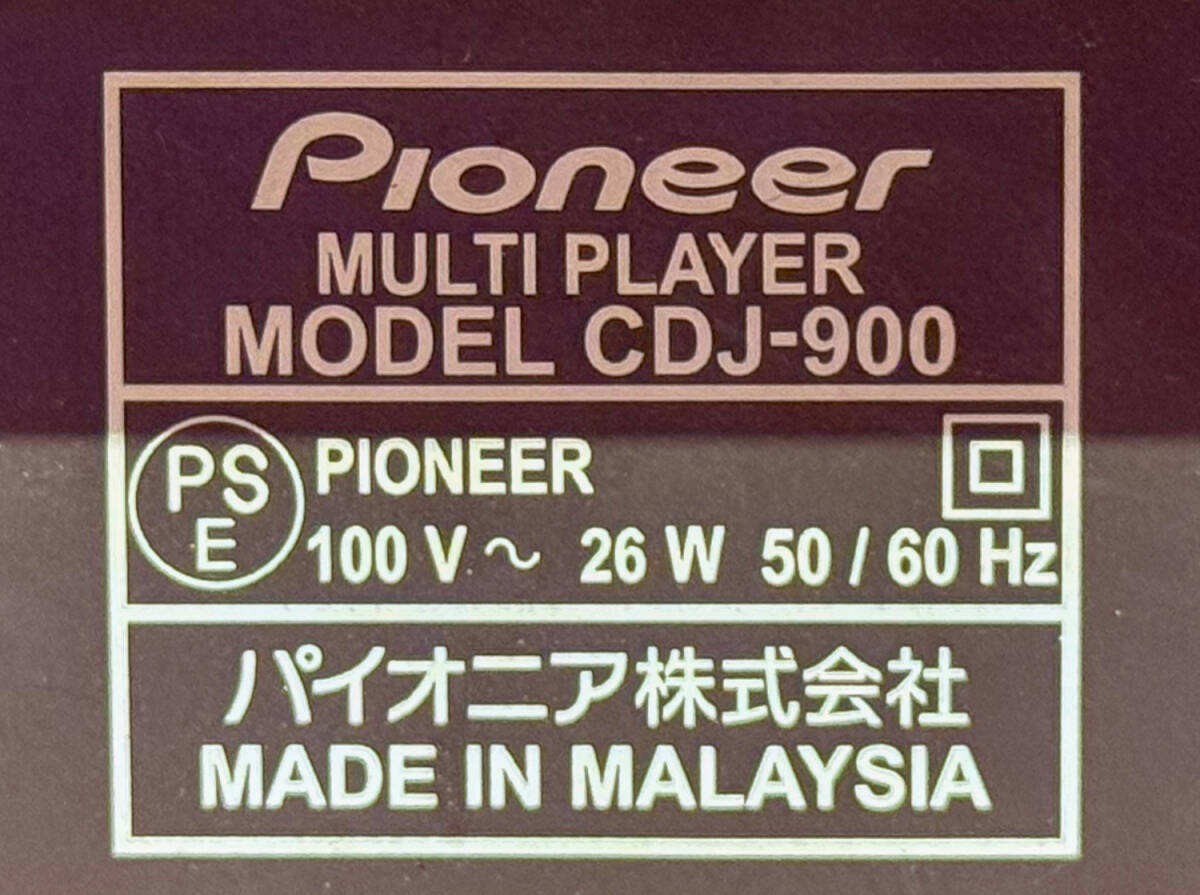 Pioneer
MULTI PLAYER
MODEL CDJ-900
PS
E
PIONEER
100 V ~ 26 W 50 / 60 Hz
パイオニア株式会社
MADE IN MALAYSIA